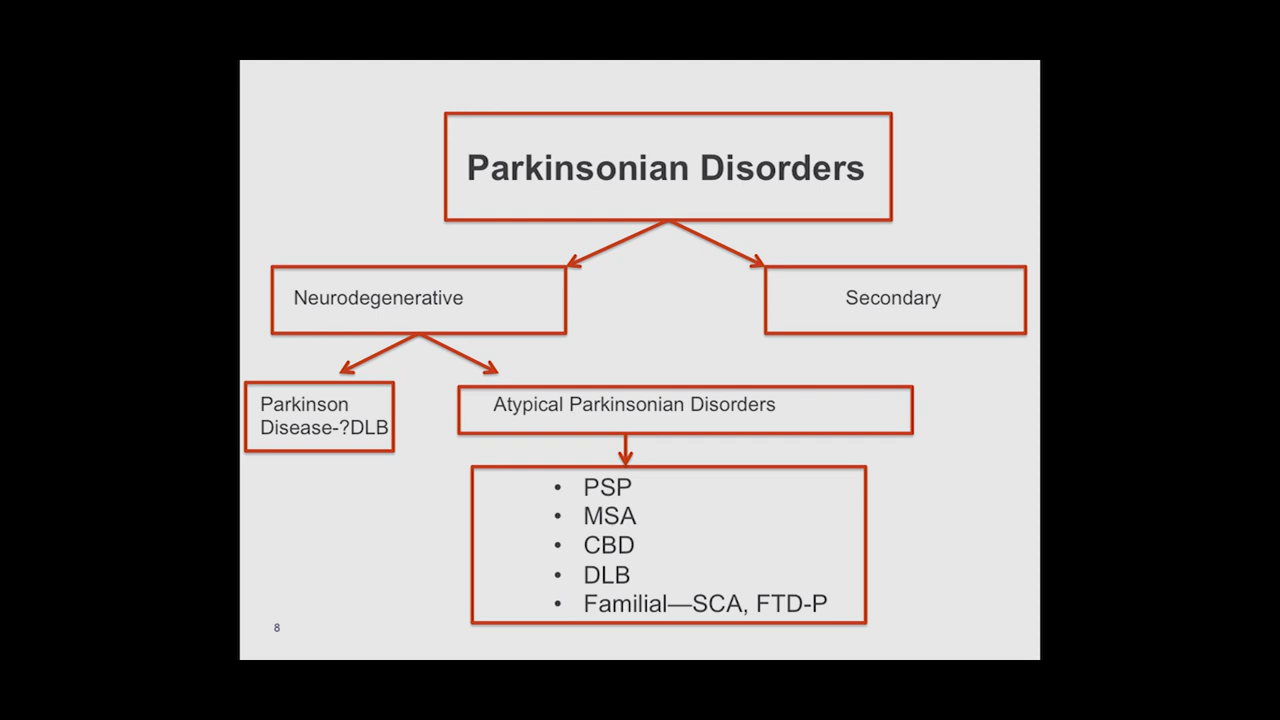 Parkinsonian Disorders
Neurodegenerative
Secondary
Parkinson
Disease-?DLB
Atypical Parkinsonian Disorders
• PSP
• MSA
• CBD
• DLB
• Familial—SCA, FTD-P
8